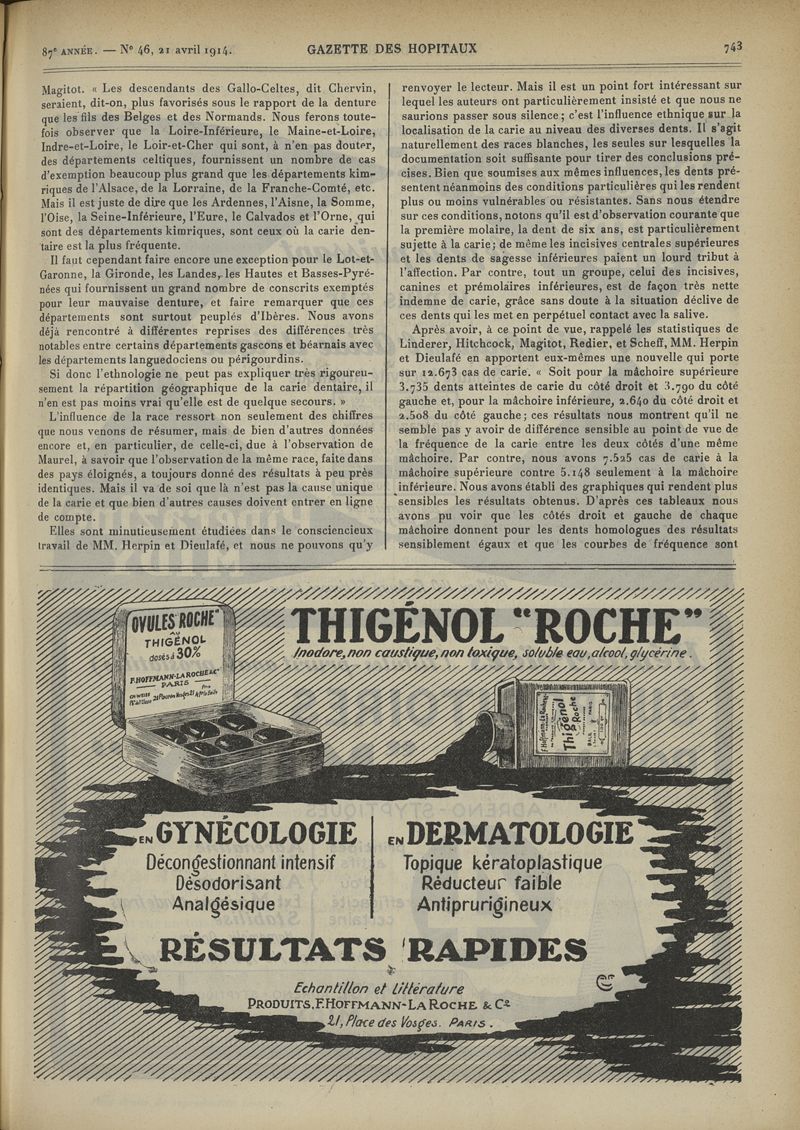 87e ANNÉE. — No 46, 21 avril 1914.
GAZETTE DES HOPITAUX
743
Magitot. « Les descendants des Gallo-Celtes, dit Chervin,
seraient, dit-on, plus favorisés sous le rapport de la denture
que les fils des Belges et des Normands. Nous ferons toute-
fois observer que la Loire-Inférieure, le Maine-et-Loire,
Indre-et-Loire, le Loir-et-Cher qui sont, à n'en pas douter,
des départements celtiques, fournissent un nombre de cas
d'exemption beaucoup plus grand que les départements kim-
riques de l'Alsace, de la Lorraine, de la Franche-Comté, etc.
Mais il est juste de dire que les Ardennes, l'Aisne, la Somme,
l'Oise, la Seine-Inférieure, l'Eure, le Calvados et l'Orne, qui
sont des départements kimriques, sont ceux où la carie den-
taire est la plus fréquente.
Il faut cependant faire encore une exception pour le Lot-et-
Garonne, la Gironde, les Landes, les Hautes et Basses-Pyré-
nées qui fournissent un grand nombre de conscrits exemptés
pour leur mauvaise denture, et faire remarquer que ces
départements sont surtout peuplés d'Ibères. Nous avons
déjà rencontré à différentes reprises des différences très
notables entre certains départements gascons et béarnais avec
les départements languedociens ou périgourdins.
Si donc l'ethnologie ne peut pas expliquer très rigoureu-
sement la répartition géographique de la carie dentaire, il
n'en est pas moins vrai qu'elle est de quelque secours. »
L'influence de la race ressort non seulement des chiffres
que nous venons de résumer, mais de bien d'autres données
encore et, en particulier, de celle-ci, due à l'observation de
Maurel, à savoir que l'observation de la même race, faite dans
des pays éloignés, a toujours donné des résultats à peu près
identiques. Mais il va de soi que là n'est pas la cause unique
de la carie et que bien d'autres causes doivent entrer en ligne
de compte.
Elles sont minutieusement étudiées dans le consciencieux
travail de MM. Herpin et Dieulafé, et nous ne pouvons qu'y
renvoyer le lecteur. Mais il est un point fort intéressant sur
lequel les auteurs ont particulièrement insisté et que nous ne
saurions passer sous silence ; c'est l'influence ethnique sur la
localisation de la carie au niveau des diverses dents. Il s'agit
naturellement des races blanches, les seules sur lesquelles la
documentation soit suffisante pour tirer des conclusions pré-
cises. Bien que soumises aux mêmes influences, les dents pré-
sentent néanmoins des conditions particulières qui les rendent
plus ou moins vulnérables ou résistantes. Sans nous étendre
sur ces conditions, notons qu'il est d'observation courante que
la première molaire, la dent de six ans, est particulièrement
sujette à la carie ; de même les incisives centrales supérieures
et les dents de sagesse inférieures paient un lourd tribut à
l'affection. Par contre, tout un groupe, celui des incisives,
canines et prémolaires inférieures, est de façon très nette
indemne de carie, grâce sans doute à la situation déclive de
ces dents qui les met en perpétuel contact avec la salive.
Après avoir, à ce point de vue, rappelé les statistiques de
Linderer, Hitchcock, Magitot, Redier, et Scheff, MM. Herpin
et Dieulafé en apportent eux-mêmes une nouvelle qui porte
sur 12.673 cas de carie. « Soit pour la mâchoire supérieure
3.735 dents atteintes de carie du côté droit et 3.790 du côté
gauche et, pour la mâchoire inférieure, 2.640 du côté droit et
2.508 du côté gauche ; ces résultats nous montrent qu'il ne
semble pas y avoir de différence sensible au point de vue de
la fréquence de la carie entre les deux côtés d'une même
mâchoire. Par contre, nous avons 7.525 cas de carie à la
mâchoire supérieure contre 5.148 seulement à la mâchoire
inférieure. Nous avons établi des graphiques qui rendent plus
sensibles les résultats obtenus. D'après ces tableaux nous
avons pu voir que les côtés droit et gauche de chaque
mâchoire donnent pour les dents homologues des résultats
sensiblement égaux et que les courbes de fréquence sont
OVULES "ROCHE"
AU
THIGÉNOL
dosés à 30%
F. HOFFMANN-LA ROCHE & Cie
PARIS
THIGÉNOL "ROCHE"
Inodore, non caustique, non toxique, soluble eau, alcool, glycérine.
Thigénol
Roche
EN GYNÉCOLOGIE
Décongestionnant intensif
Désodorisant
Analgésique
EN DERMATOLOGIE
Topique kératoplastique
Réducteur faible
Antiprurigineux
RÉSULTATS RAPIDES
Echantillon et Littérature
PRODUITS. F. HOFFMANN-LA ROCHE & Cie
21, Place des Vosges. PARIS.